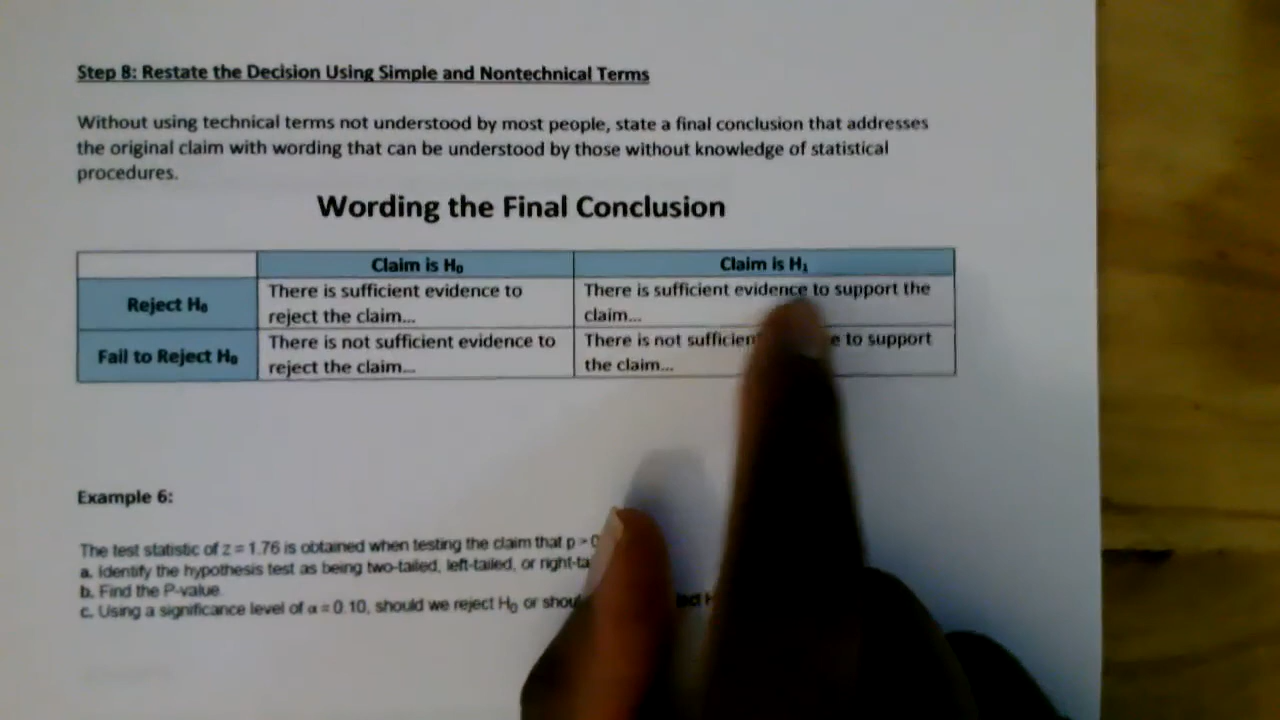 Step 8: Restate the Decision Using Simple and Nontechnical Terms
Without using technical terms not understood by most people, state a final conclusion that addresses
the original claim with wording that can be understood by those without knowledge of statistical
procedures.
Wording the Final Conclusion
Claim is H₀
Claim is H₁
Reject H₀
There is sufficient evidence to
reject the claim...
There is sufficient evidence to support the
claim...
Fail to Reject H₀
There is not sufficient evidence to
reject the claim...
There is not sufficien e to support
the claim...
Example 6:
The test statistic of z = 1.76 is obtained when testing the claim that p > 0
a. Identify the hypothesis test as being two-tailed, left-tailed, or right-ta
b. Find the P-value.
c. Using a significance level of α = 0.10, should we reject H₀ or shou